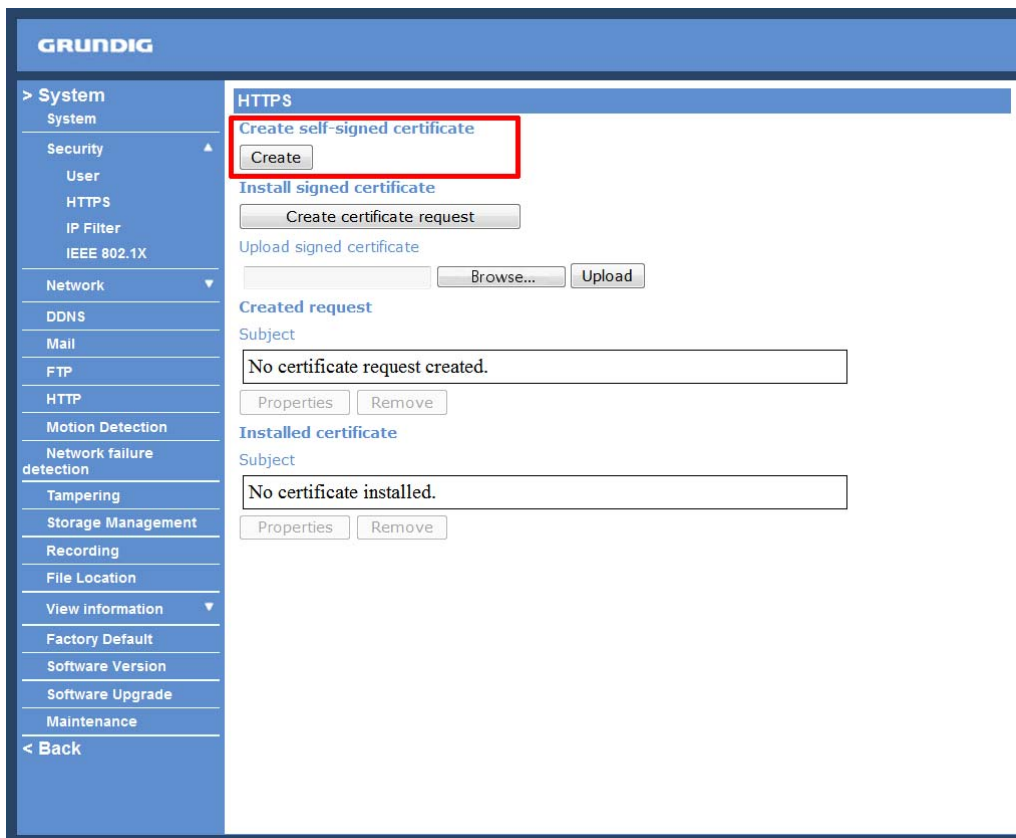 GRUNDIG
> System
System
Security
User
HTTPS
IP Filter
IEEE 802.1X
Network
DDNS
Mail
FTP
HTTP
Motion Detection
Network failure
detection
Tampering
Storage Management
Recording
File Location
View information
Factory Default
Software Version
Software Upgrade
Maintenance
< Back
HTTPS
Create self-signed certificate
Create
Install signed certificate
Create certificate request
Upload signed certificate
Browse... Upload
Created request
Subject
No certificate request created.
Properties Remove
Installed certificate
Subject
No certificate installed.
Properties Remove